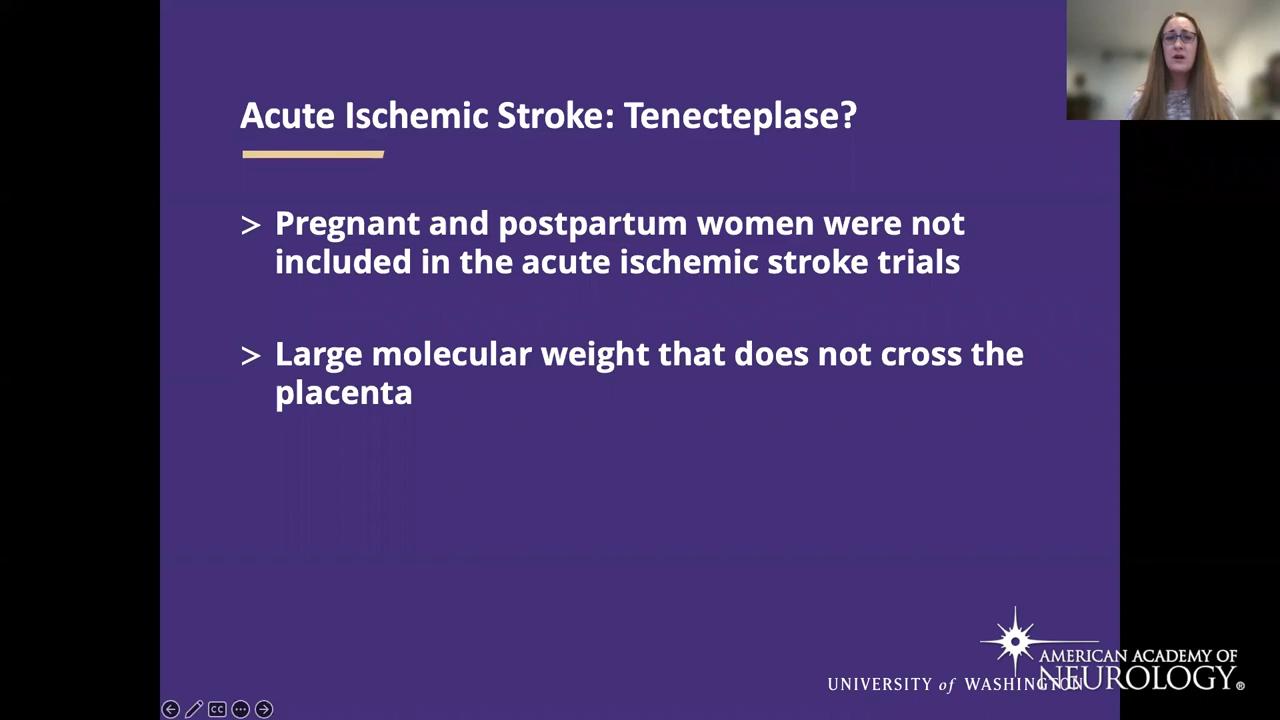 Acute Ischemic Stroke: Tenecteplase?
> Pregnant and postpartum women were not
included in the acute ischemic stroke trials
> Large molecular weight that does not cross the
placenta
AMERICAN ACADEMY OF
NEUROLOGY®
UNIVERSITY of WASHINGTON
CC